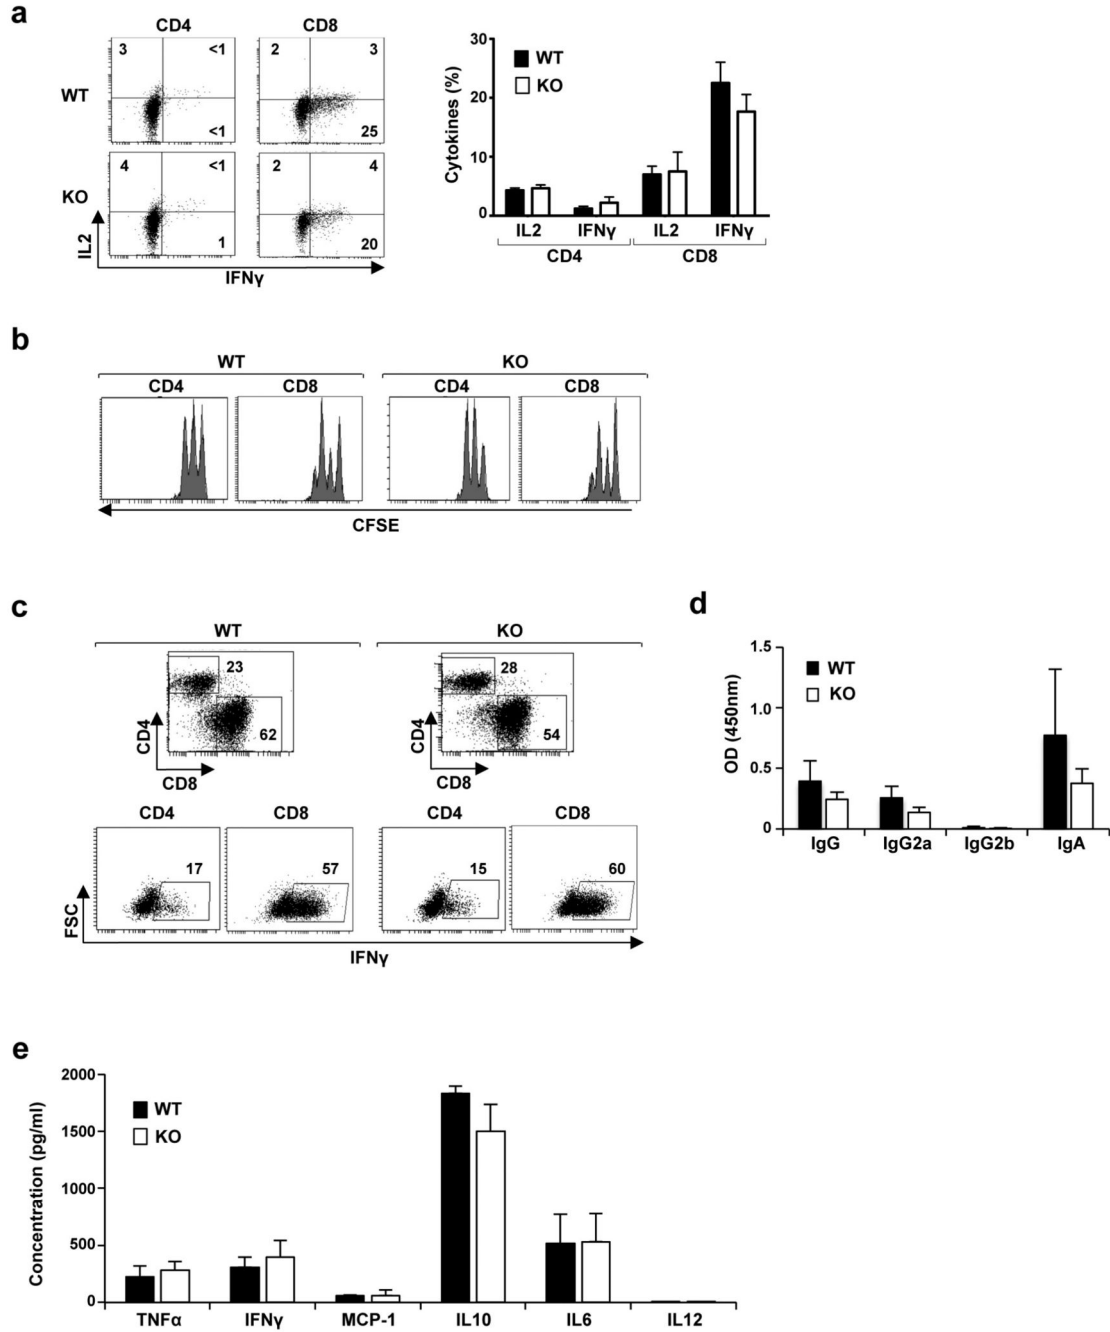 a
CD4 CD8
WT
3 <1 2 3
<1 25
KO
4 <1 2 4
1 20
IL2
IFNγ
WT
KO
Cytokines (%)
30
20
10
0
IL2 IFNγ IL2 IFNγ
CD4 CD8
b
WT KO
CD4 CD8 CD4 CD8
CFSE
c
WT KO
23 28
62 54
CD4 CD4
CD8 CD8
CD4 CD8 CD4 CD8
17 57 15 60
FSC
IFNγ
d
WT
KO
OD (450nm)
1.5
1.0
0.5
0
IgG IgG2a IgG2b IgA
e
WT
KO
Concentration (pg/ml)
2000
1500
1000
500
0
TNFα IFNγ MCP-1 IL10 IL6 IL12